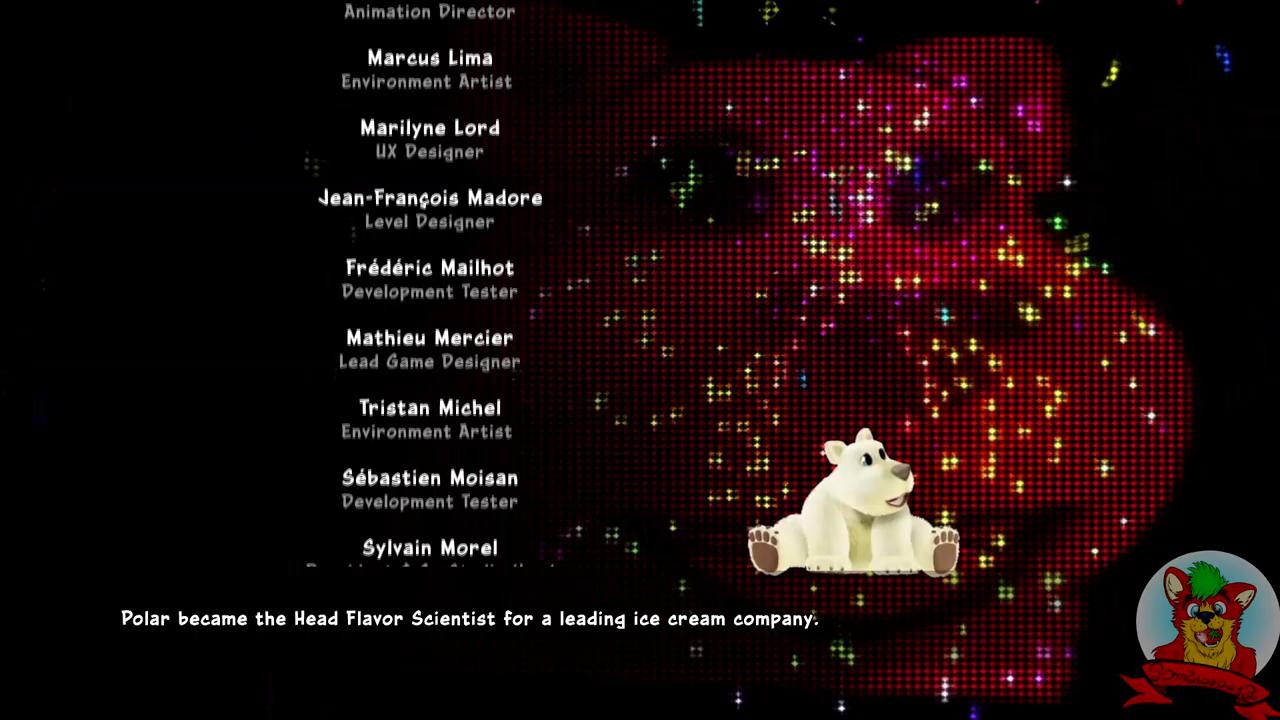 Animation Director
Marcus Lima
Environment Artist
Marilyne Lord
UX Designer
Jean-François Madore
Level Designer
Frédéric Mailhot
Development Tester
Mathieu Mercier
Lead Game Designer
Tristan Michel
Environment Artist
Sébastien Moisan
Development Tester
Sylvain Morel
Polar became the Head Flavor Scientist for a leading ice cream company.